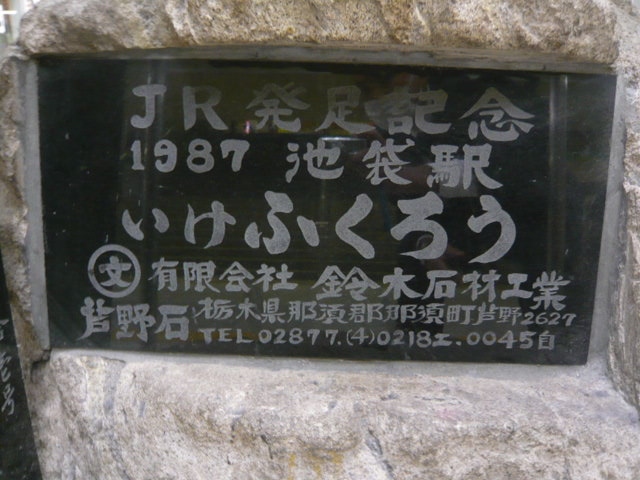 JR発足記念
1987 池袋駅
いけふくろう
文 有限会社 鈴木石材工業
芦野石 栃木県那須郡那須町芦野2627
TEL 02877.(4)0218工.0045自